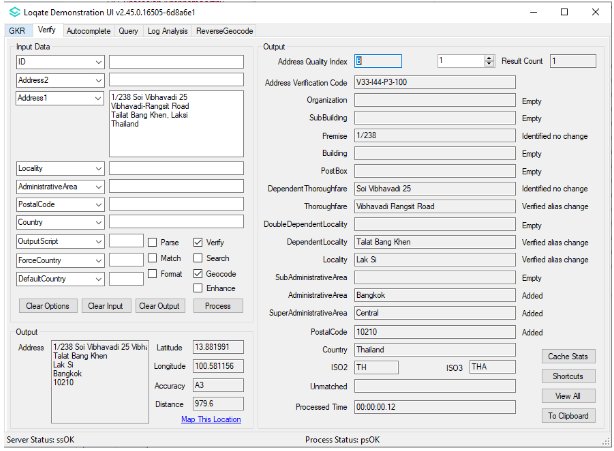 Loqate Demonstration UI v2.45.0.16505-6d8a6e1
GKR Verify Autocomplete Query Log Analysis ReverseGeocode
Input Data
ID
Address2
Address1
1/238 Soi Vibhavadi 25
Vibhavadi-Rangsit Road
Talat Bang Khen, Laksi
Thailand
Locality
AdministrativeArea
PostalCode
Country
OutputScript Parse Verify
ForceCountry Match Search
DefaultCountry Format Geocode
Enhance
Clear Options Clear Input Clear Output Process
Output
Address
1/238 Soi Vibhavadi 25 Vibh
Talat Bang Khen
Lak Si
Bangkok
10210
Latitude 13.881991
Longitude 100.581156
Accuracy A3
Distance 979.6
Map This Location
Output
Address Quality Index B 1 Result Count 1
Address Verification Code V33-I44-P3-100
Organization Empty
SubBuilding Empty
Premise 1/238 Identified no change
Building Empty
PostBox Empty
DependentThoroughfare Soi Vibhavadi 25 Identified no change
Thoroughfare Vibhavadi Rangsit Road Verified alias change
DoubleDependentLocality Empty
DependentLocality Talat Bang Khen Verified alias change
Locality Lak Si Verified alias change
SubAdministrativeArea Empty
AdministrativeArea Bangkok Added
SuperAdministrativeArea Central Added
PostalCode 10210 Added
Country Thailand
ISO2 TH ISO3 THA
Unmatched
Processed Time 00:00:00.12
Cache Stats
Shortcuts
View All
To Clipboard
Server Status: ssOK Process Status: psOK